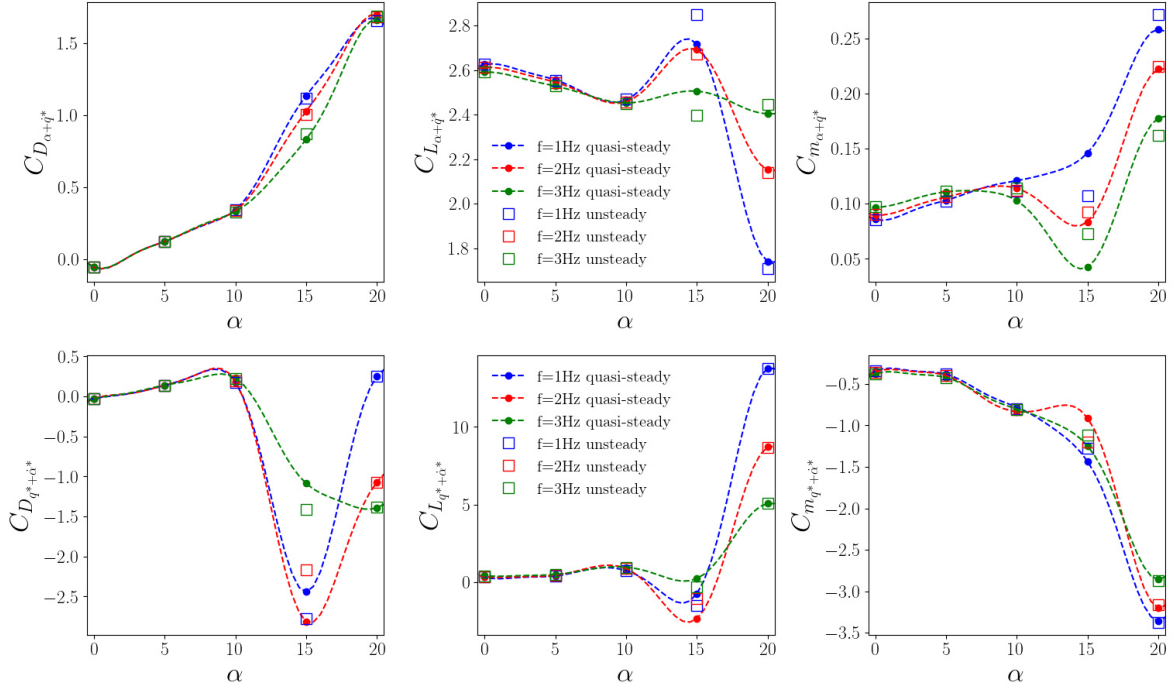 C_{D_{α+q̇*}}
1.5
1.0
0.5
0.0
0 5 10 15 20
α
C_{L_{α+q̇*}}
2.8
2.6
2.4
2.2
2.0
1.8
f=1Hz quasi-steady
f=2Hz quasi-steady
f=3Hz quasi-steady
f=1Hz unsteady
f=2Hz unsteady
f=3Hz unsteady
0 5 10 15 20
α
C_{m_{α+q̇*}}
0.25
0.20
0.15
0.10
0.05
0 5 10 15 20
α
C_{D_{q*+α̇*}}
0.5
0.0
−0.5
−1.0
−1.5
−2.0
−2.5
0 5 10 15 20
α
C_{L_{q*+α̇*}}
10
5
0
f=1Hz quasi-steady
f=2Hz quasi-steady
f=3Hz quasi-steady
f=1Hz unsteady
f=2Hz unsteady
f=3Hz unsteady
0 5 10 15 20
α
C_{m_{q*+α̇*}}
−0.5
−1.0
−1.5
−2.0
−2.5
−3.0
−3.5
0 5 10 15 20
α